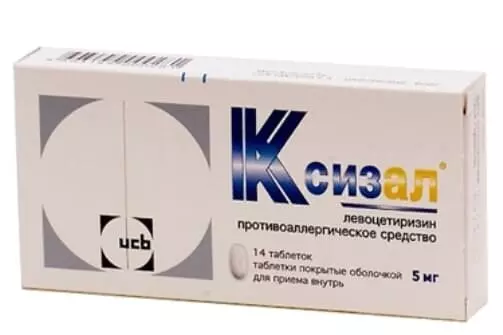 Ксизал®
левоцетиризин
противоаллергическое средство
14 таблеток
таблетки покрытые оболочкой 5 мг
для приема внутрь
ucb